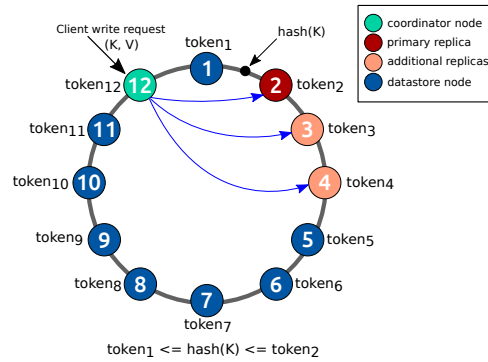 Client write request
(K, V)
hash(K)
coordinator node
primary replica
additional replicas
datastore node
token1
token2
token3
token4
token5
token6
token7
token8
token9
token10
token11
token12
1
2
3
4
5
6
7
8
9
10
11
12
token1 <= hash(K) <= token2